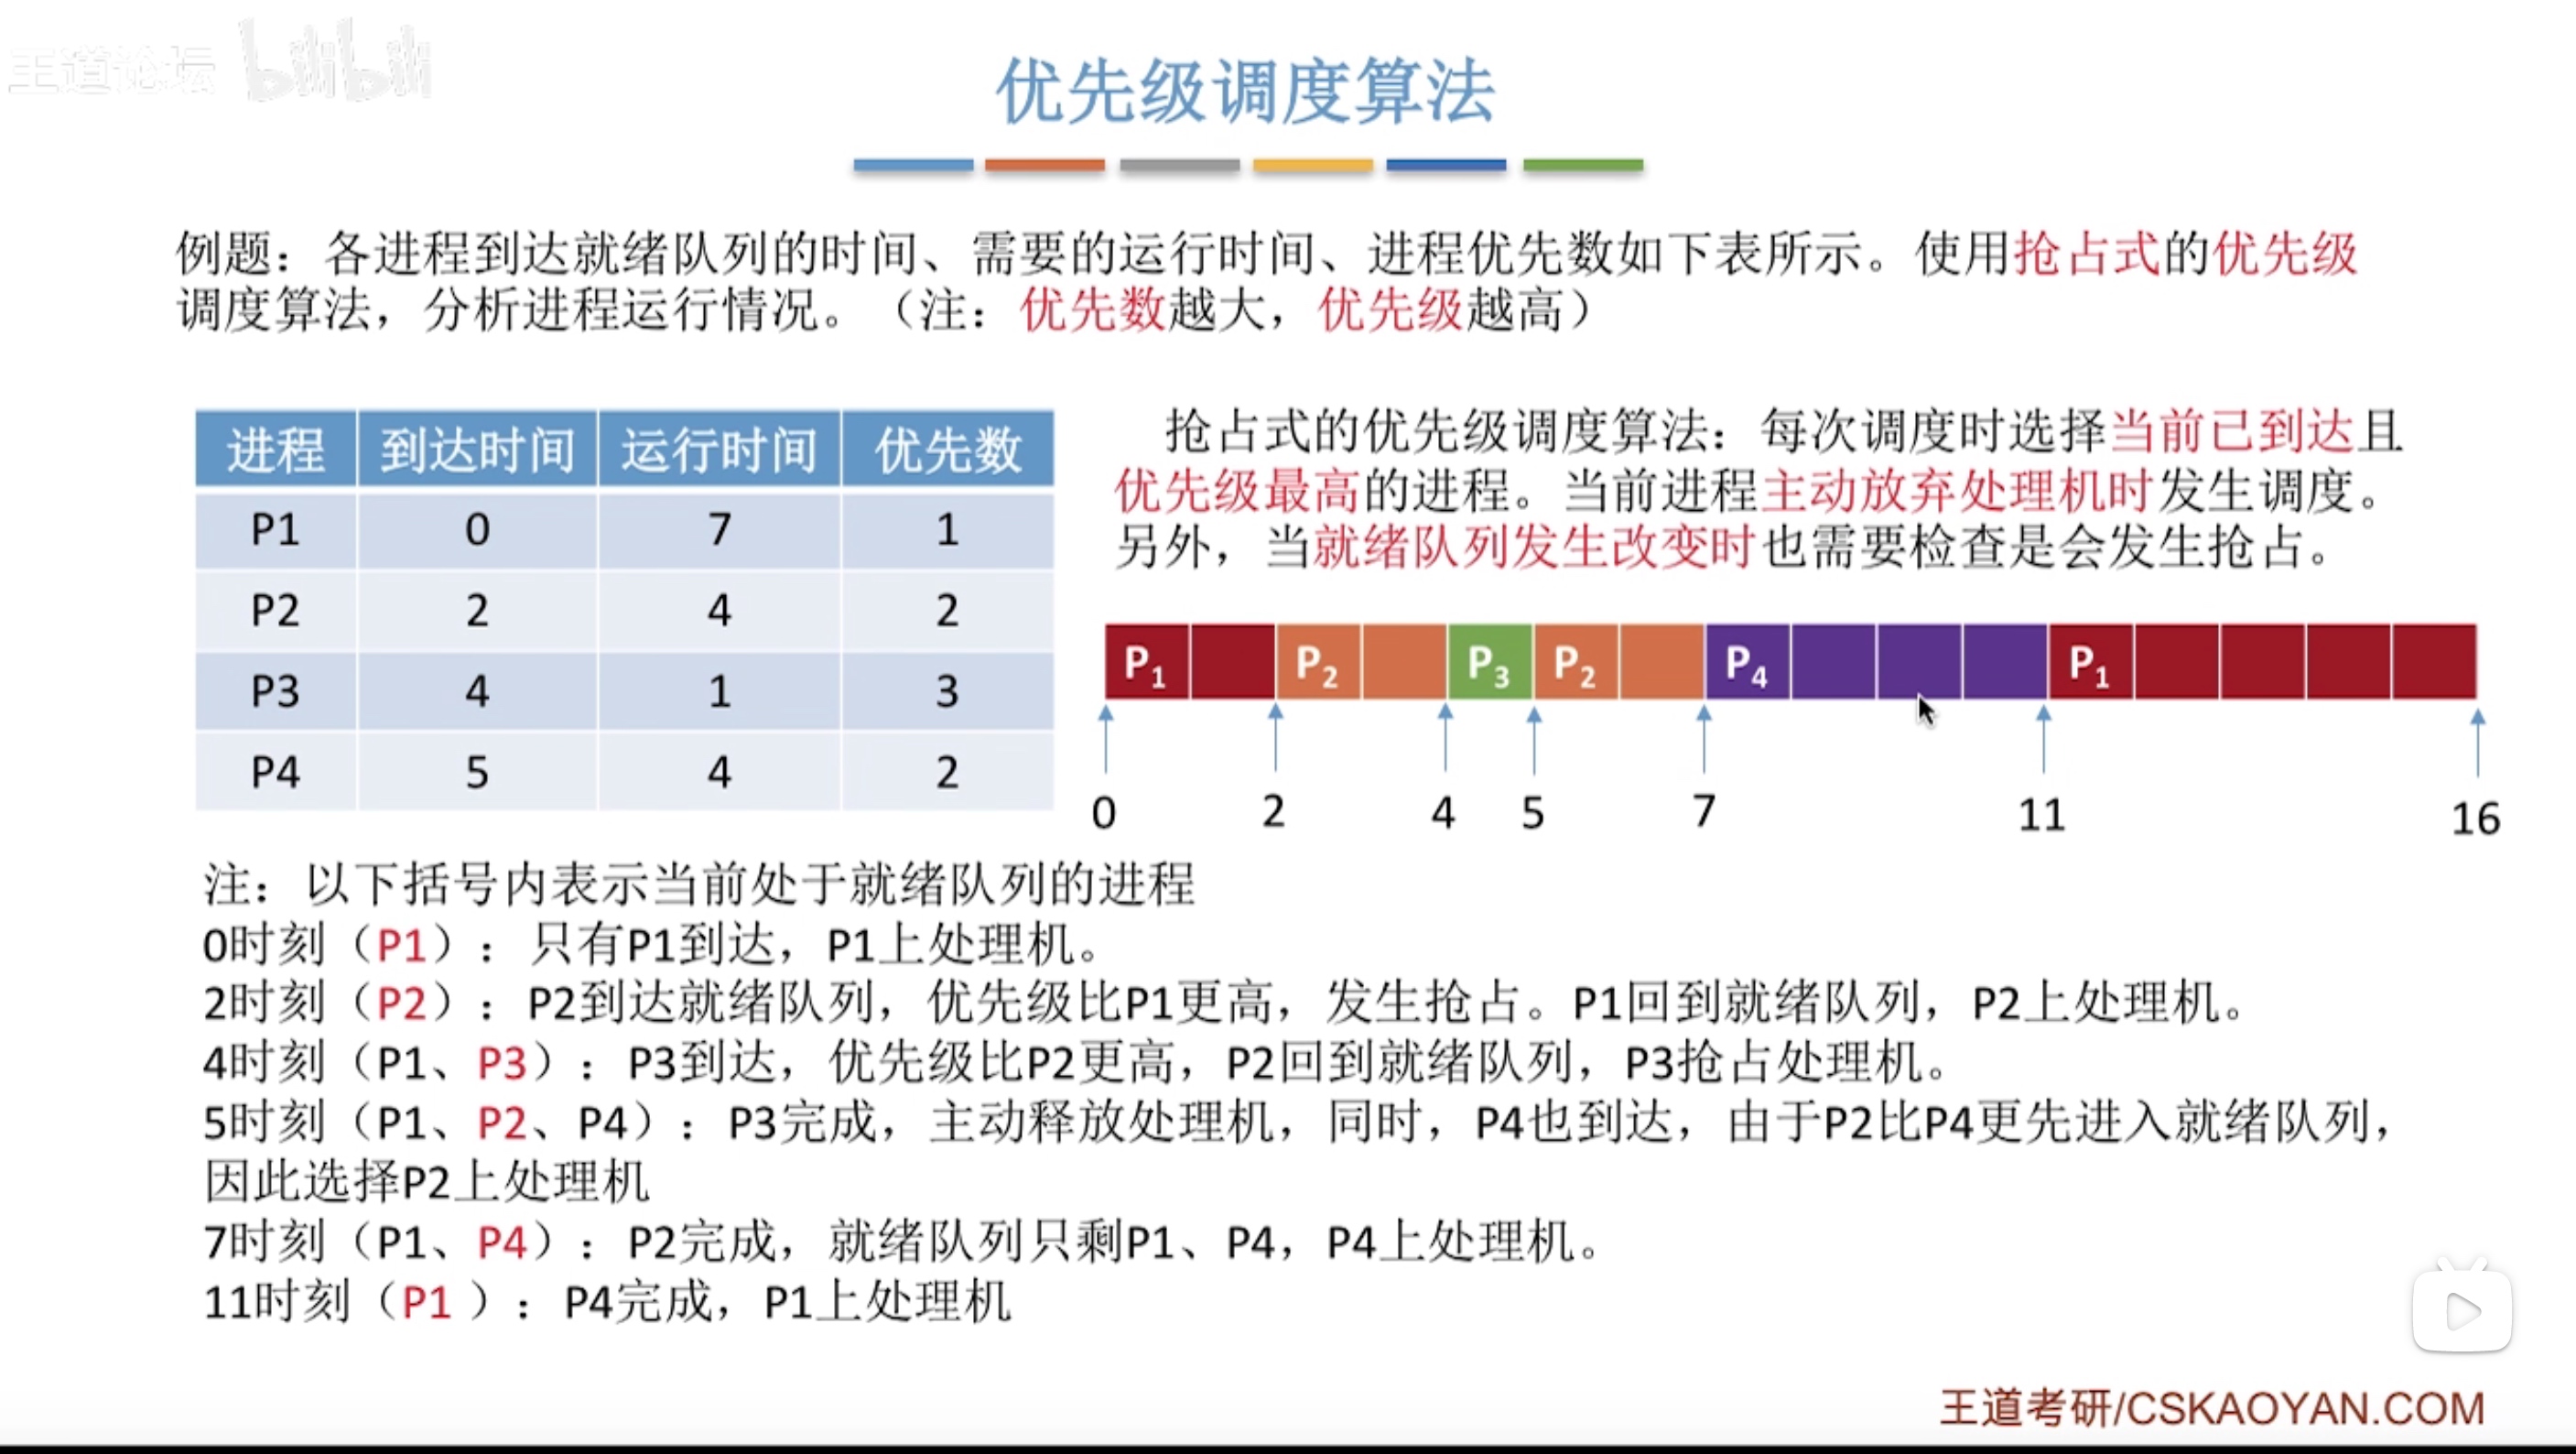 王道论坛 bilibili
优先级调度算法
例题：各进程到达就绪队列的时间、需要的运行时间、进程优先数如下表所示。使用抢占式的优先级
调度算法，分析进程运行情况。（注：优先数越大，优先级越高）
进程 到达时间 运行时间 优先数
P1 0 7 1
P2 2 4 2
P3 4 1 3
P4 5 4 2
抢占式的优先级调度算法：每次调度时选择当前已到达且
优先级最高的进程。当前进程主动放弃处理机时发生调度。
另外，当就绪队列发生改变时也需要检查是会发生抢占。
P1 P2 P3 P2 P4 P1
0 2 4 5 7 11 16
注：以下括号内表示当前处于就绪队列的进程
0时刻（P1）：只有P1到达，P1上处理机。
2时刻（P2）：P2到达就绪队列，优先级比P1更高，发生抢占。P1回到就绪队列，P2上处理机。
4时刻（P1、P3）：P3到达，优先级比P2更高，P2回到就绪队列，P3抢占处理机。
5时刻（P1、P2、P4）：P3完成，主动释放处理机，同时，P4也到达，由于P2比P4更先进入就绪队列，
因此选择P2上处理机
7时刻（P1、P4）：P2完成，就绪队列只剩P1、P4，P4上处理机。
11时刻（P1 ）：P4完成，P1上处理机
王道考研/CSKAOYAN.COM